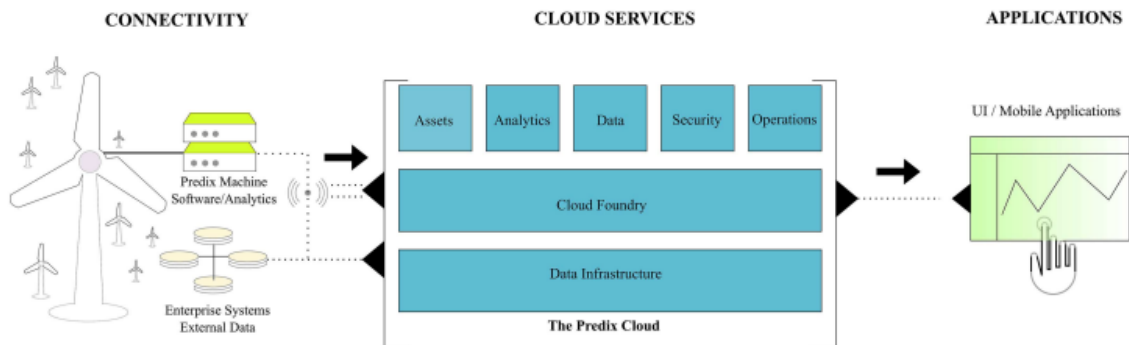 CONNECTIVITY
CLOUD SERVICES
APPLICATIONS
Predix Machine
Software/Analytics
Enterprise Systems
External Data
Assets
Analytics
Data
Security
Operations
Cloud Foundry
Data Infrastructure
The Predix Cloud
UI / Mobile Applications